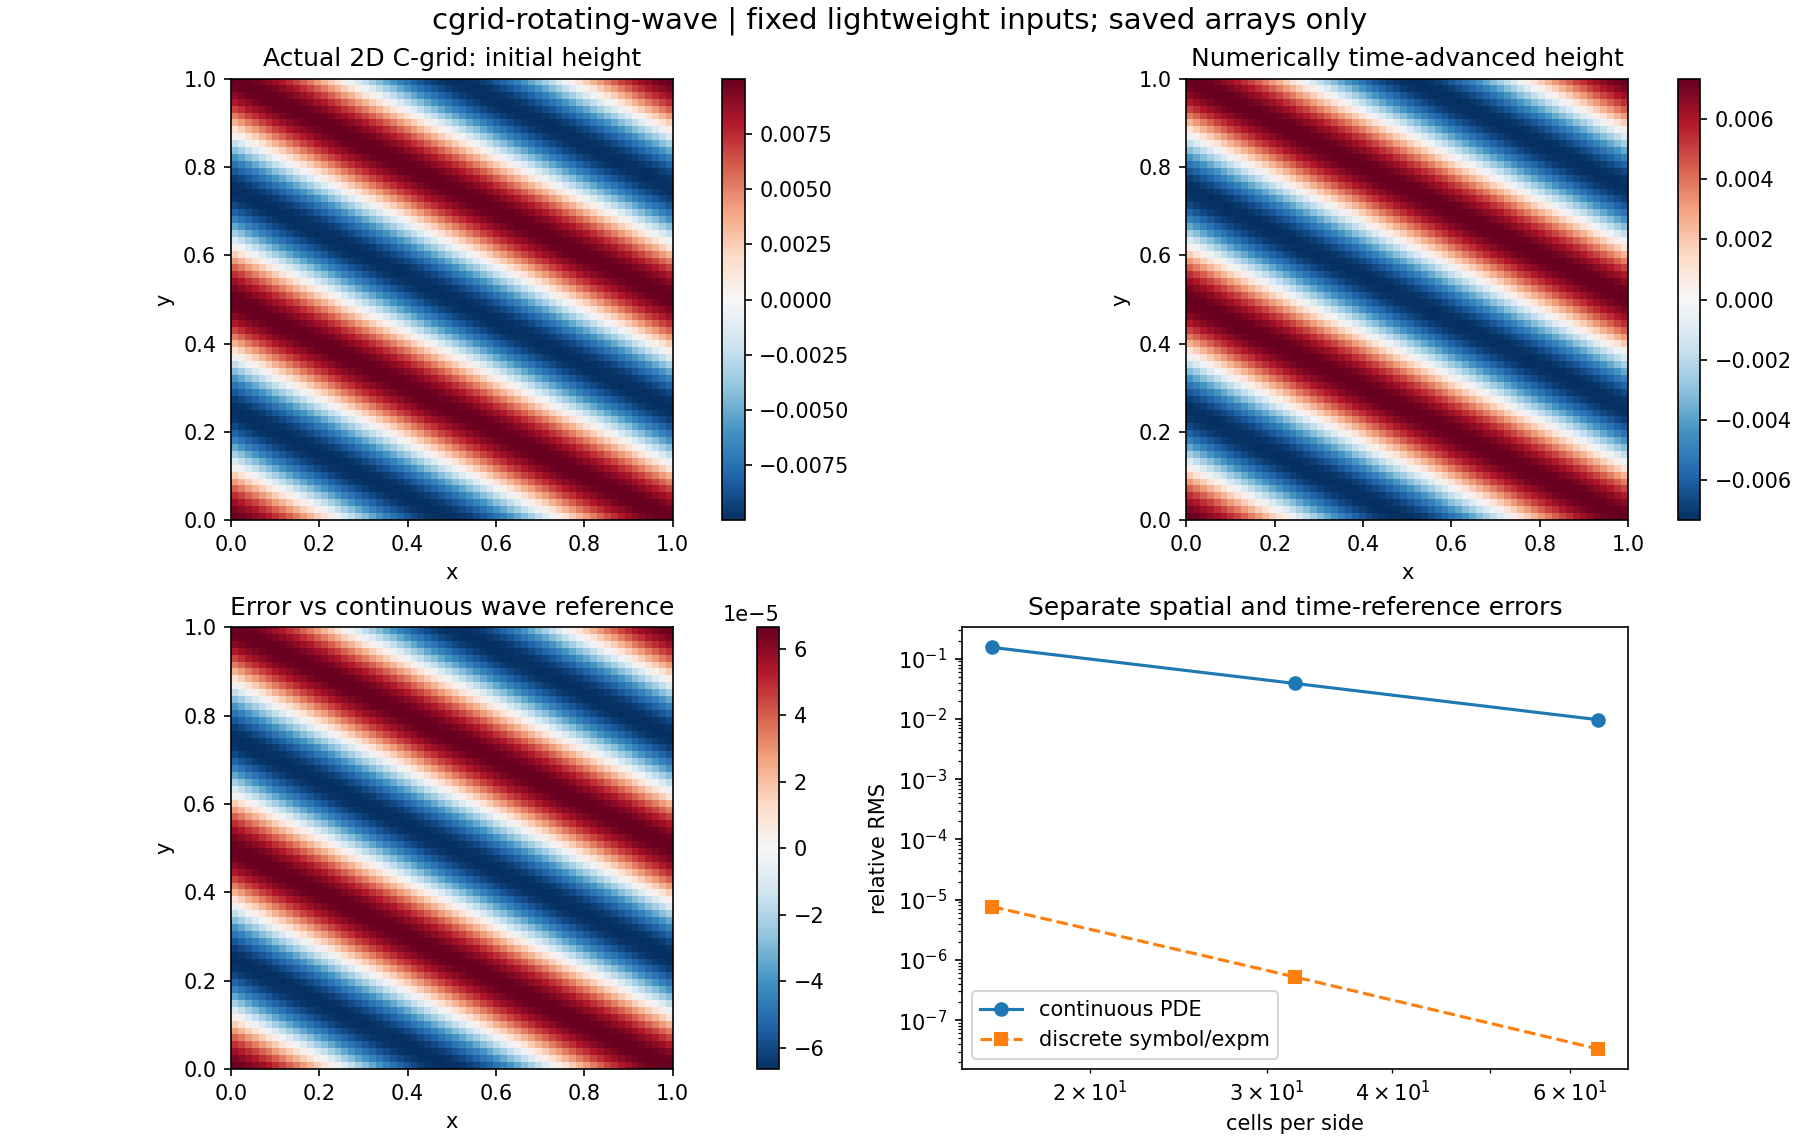 cgrid-rotating-wave | fixed lightweight inputs; saved arrays only
Actual 2D C-grid: initial height
1.0
0.8
0.6
0.4
0.2
0.0
y
0.0 0.2 0.4 0.6 0.8 1.0
x
0.0075
0.0050
0.0025
0.0000
−0.0025
−0.0050
−0.0075
Numerically time-advanced height
1.0
0.8
0.6
0.4
0.2
0.0
y
0.0 0.2 0.4 0.6 0.8 1.0
x
0.006
0.004
0.002
0.000
−0.002
−0.004
−0.006
Error vs continuous wave reference
1.0
0.8
0.6
0.4
0.2
0.0
y
0.0 0.2 0.4 0.6 0.8 1.0
x
1e−5
6
4
2
0
−2
−4
−6
Separate spatial and time-reference errors
10⁻¹
10⁻²
10⁻³
10⁻⁴
10⁻⁵
10⁻⁶
10⁻⁷
relative RMS
continuous PDE
discrete symbol/expm
2 × 10¹ 3 × 10¹ 4 × 10¹ 6 × 10¹
cells per side